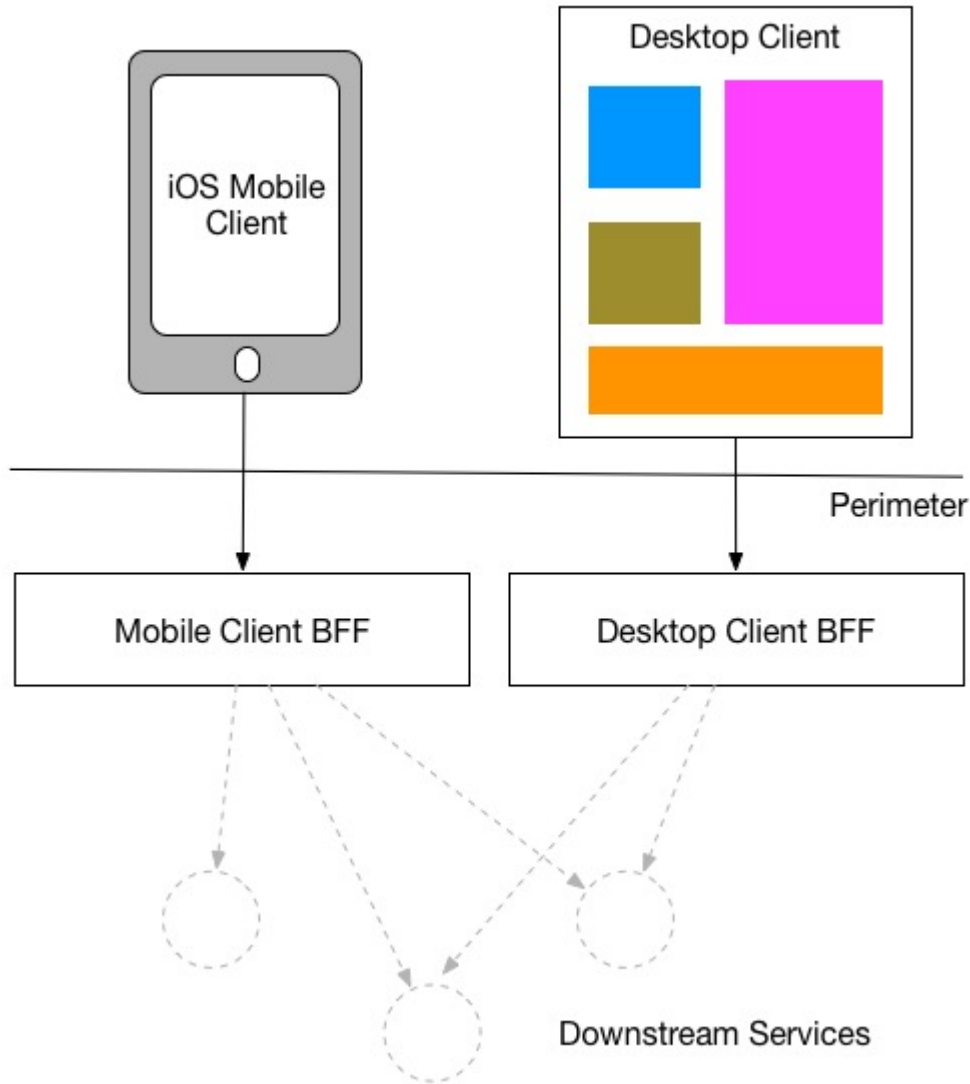 Desktop Client
iOS Mobile
Client
Perimeter
Mobile Client BFF
Desktop Client BFF
Downstream Services